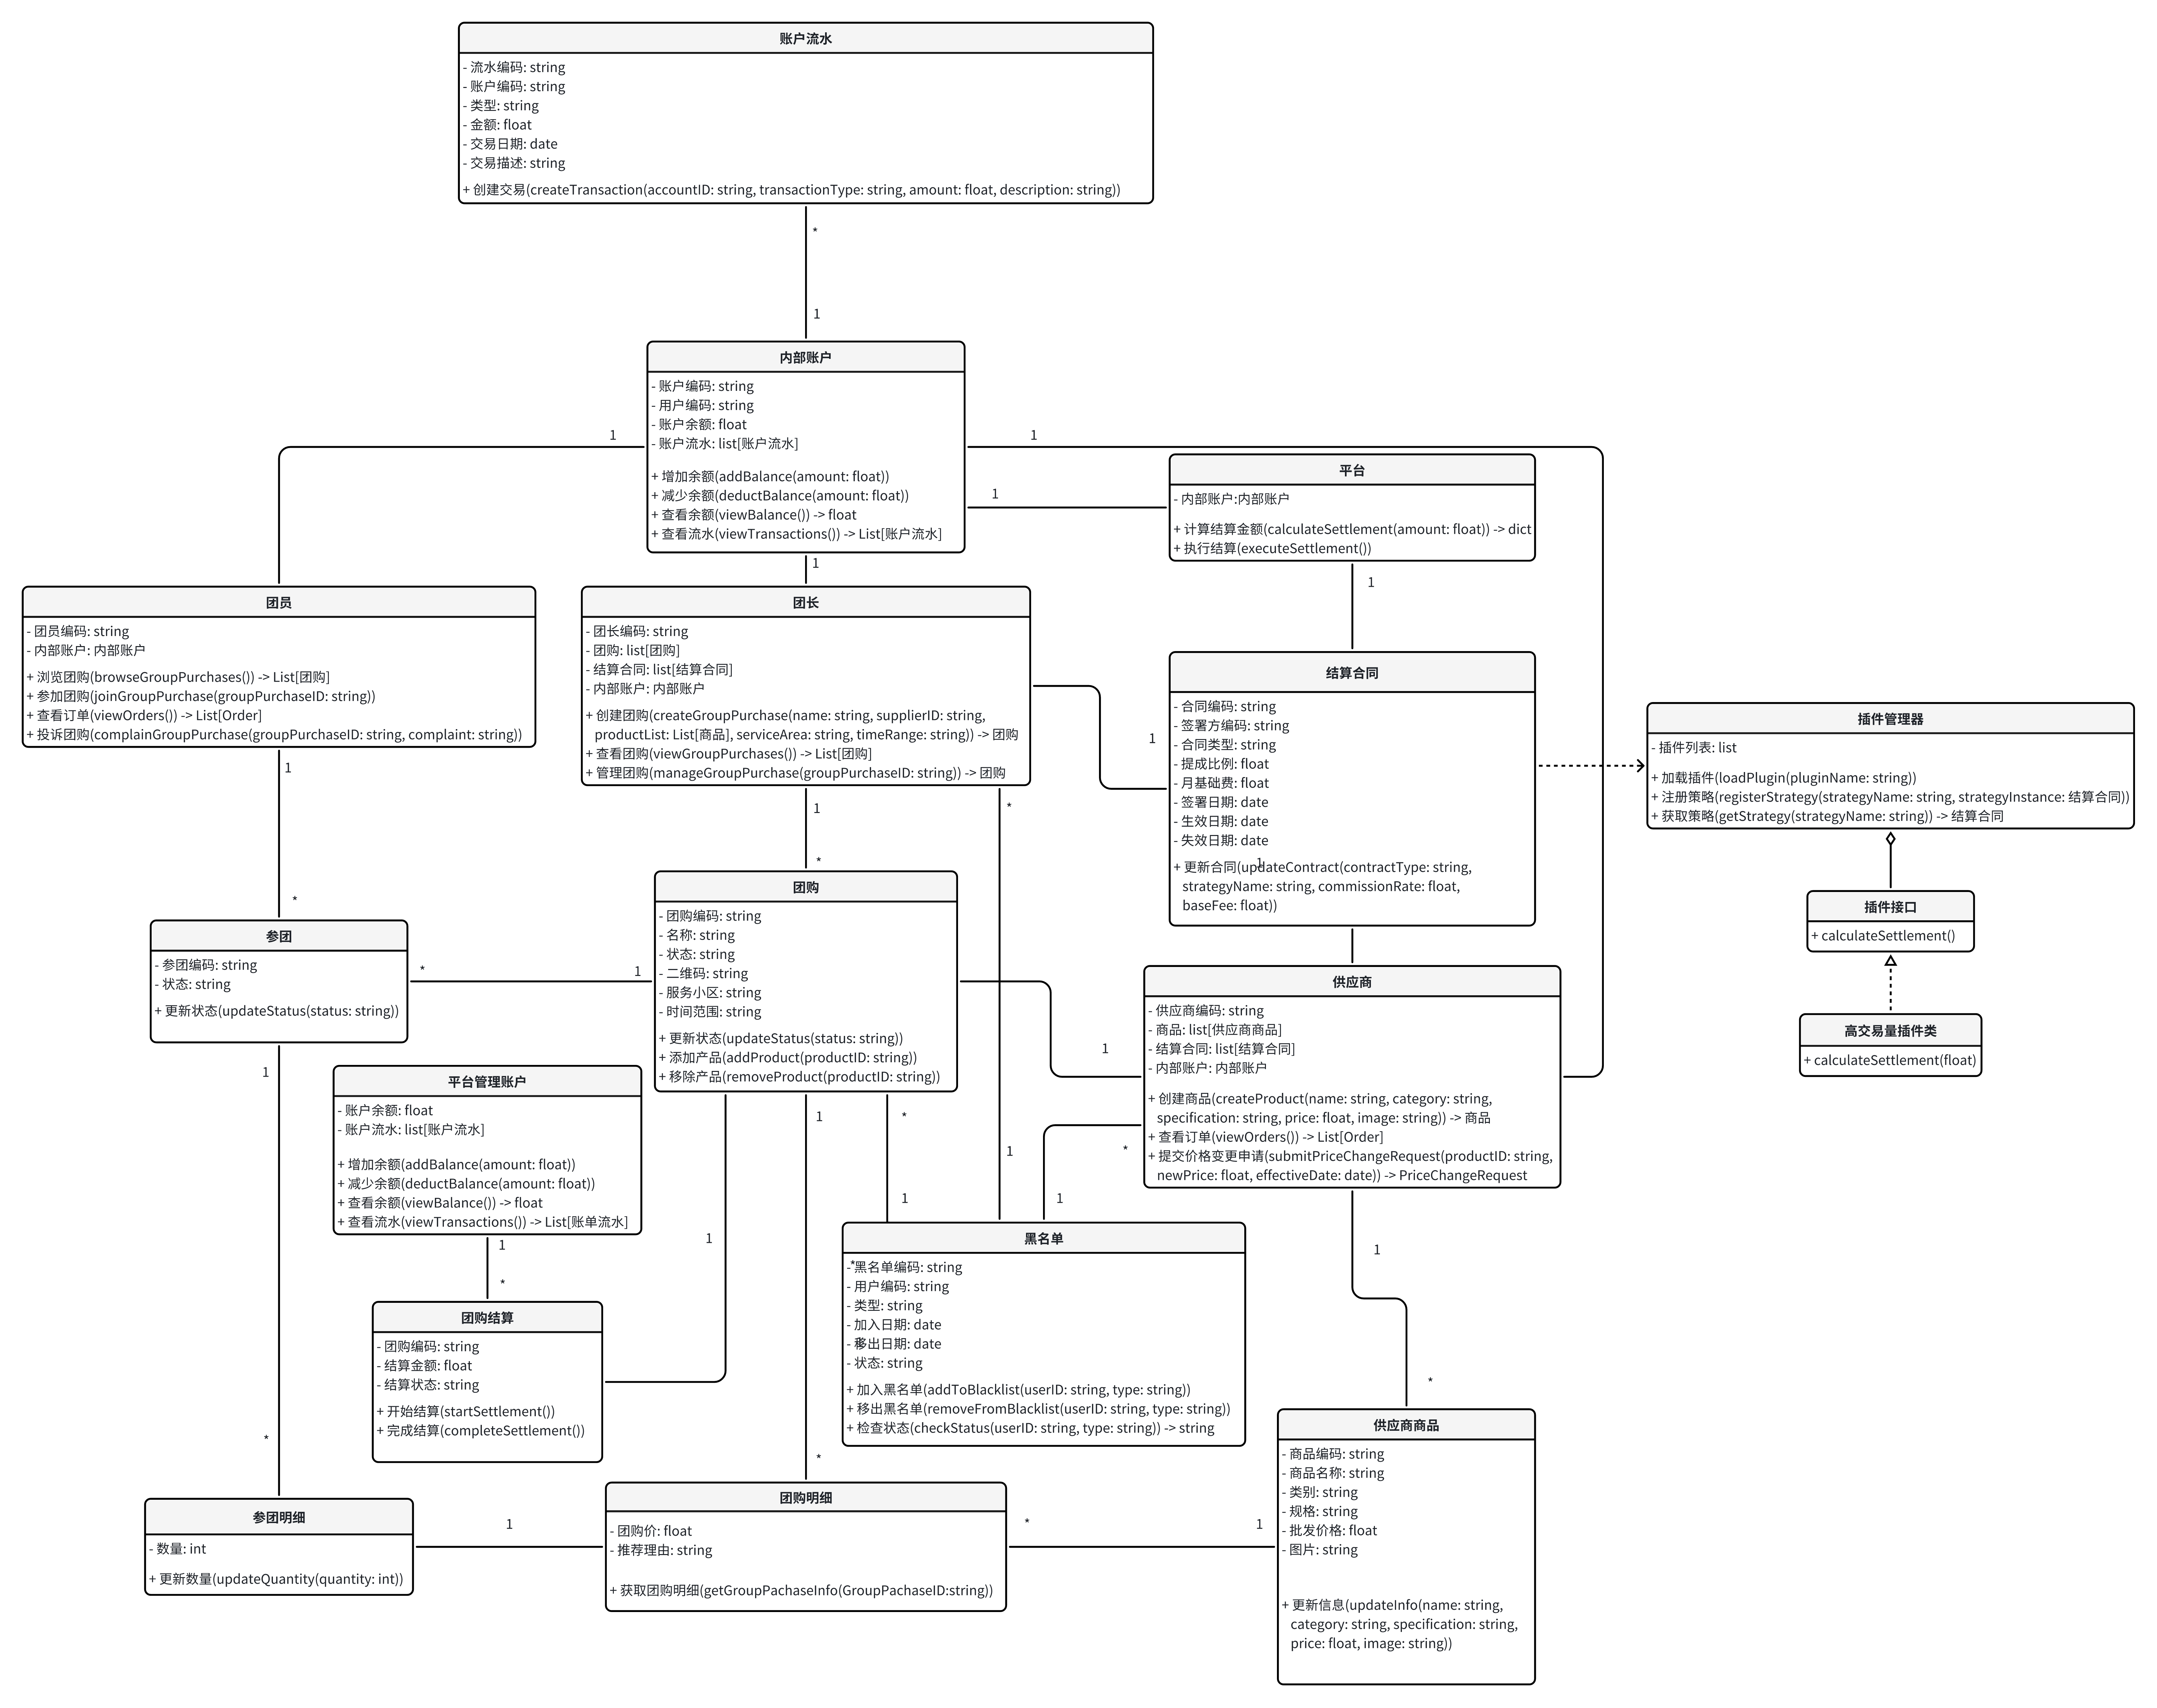 账户流水
- 流水编码: string
- 账户编码: string
- 类型: string
- 金额: float
- 交易日期: date
- 交易描述: string
+ 创建交易(createTransaction(accountID: string, transactionType: string, amount: float, description: string))
*
1
内部账户
- 账户编码: string
- 用户编码: string
- 账户余额: float
- 账户流水: list[账户流水]
+ 增加余额(addBalance(amount: float))
+ 减少余额(deductBalance(amount: float))
+ 查看余额(viewBalance()) -> float
+ 查看流水(viewTransactions()) -> List[账户流水]
1
1
1
1
平台
- 内部账户:内部账户
+ 计算结算金额(calculateSettlement(amount: float)) -> dict
+ 执行结算(executeSettlement())
1
团员
- 团员编码: string
- 内部账户: 内部账户
+ 浏览团购(browseGroupPurchases()) -> List[团购]
+ 参加团购(joinGroupPurchase(groupPurchaseID: string))
+ 查看订单(viewOrders()) -> List[Order]
+ 投诉团购(complainGroupPurchase(groupPurchaseID: string, complaint: string))
1
*
团长
- 团长编码: string
- 团购: list[团购]
- 结算合同: list[结算合同]
- 内部账户: 内部账户
+ 创建团购(createGroupPurchase(name: string, supplierID: string,
productList: List[商品], serviceArea: string, timeRange: string)) -> 团购
+ 查看团购(viewGroupPurchases()) -> List[团购]
+ 管理团购(manageGroupPurchase(groupPurchaseID: string)) -> 团购
1
*
*
1
1
结算合同
- 合同编码: string
- 签署方编码: string
- 合同类型: string
- 提成比例: float
- 月基础费: float
- 签署日期: date
- 生效日期: date
- 失效日期: date
1
+ 更新合同(updateContract(contractType: string,
strategyName: string, commissionRate: float,
baseFee: float))
插件管理器
- 插件列表: list
+ 加载插件(loadPlugin(pluginName: string))
+ 注册策略(registerStrategy(strategyName: string, strategyInstance: 结算合同))
+ 获取策略(getStrategy(strategyName: string)) -> 结算合同
插件接口
+ calculateSettlement()
高交易量插件类
+ calculateSettlement(float)
参团
- 参团编码: string
- 状态: string
+ 更新状态(updateStatus(status: string))
*
1
1
*
团购
- 团购编码: string
- 名称: string
- 状态: string
- 二维码: string
- 服务小区: string
- 时间范围: string
+ 更新状态(updateStatus(status: string))
+ 添加产品(addProduct(productID: string))
+ 移除产品(removeProduct(productID: string))
1
1
*
1
1
*
供应商
- 供应商编码: string
- 商品: list[供应商商品]
- 结算合同: list[结算合同]
- 内部账户: 内部账户
+ 创建商品(createProduct(name: string, category: string,
specification: string, price: float, image: string)) -> 商品
+ 查看订单(viewOrders()) -> List[Order]
+ 提交价格变更申请(submitPriceChangeRequest(productID: string,
newPrice: float, effectiveDate: date)) -> PriceChangeRequest
*
1
1
*
平台管理账户
- 账户余额: float
- 账户流水: list[账户流水]
+ 增加余额(addBalance(amount: float))
+ 减少余额(deductBalance(amount: float))
+ 查看余额(viewBalance()) -> float
+ 查看流水(viewTransactions()) -> List[账单流水]
1
*
团购结算
- 团购编码: string
- 结算金额: float
- 结算状态: string
+ 开始结算(startSettlement())
+ 完成结算(completeSettlement())
黑名单
*
- 黑名单编码: string
- 用户编码: string
- 类型: string
- 加入日期: date
- 移出日期: date
- 状态: string
+ 加入黑名单(addToBlacklist(userID: string, type: string))
+ 移出黑名单(removeFromBlacklist(userID: string, type: string))
+ 检查状态(checkStatus(userID: string, type: string)) -> string
供应商商品
- 商品编码: string
- 商品名称: string
- 类别: string
- 规格: string
- 批发价格: float
- 图片: string
+ 更新信息(updateInfo(name: string,
category: string, specification: string,
price: float, image: string))
参团明细
- 数量: int
+ 更新数量(updateQuantity(quantity: int))
1
团购明细
- 团购价: float
- 推荐理由: string
+ 获取团购明细(getGroupPachaseInfo(GroupPachaseID:string))
*
1